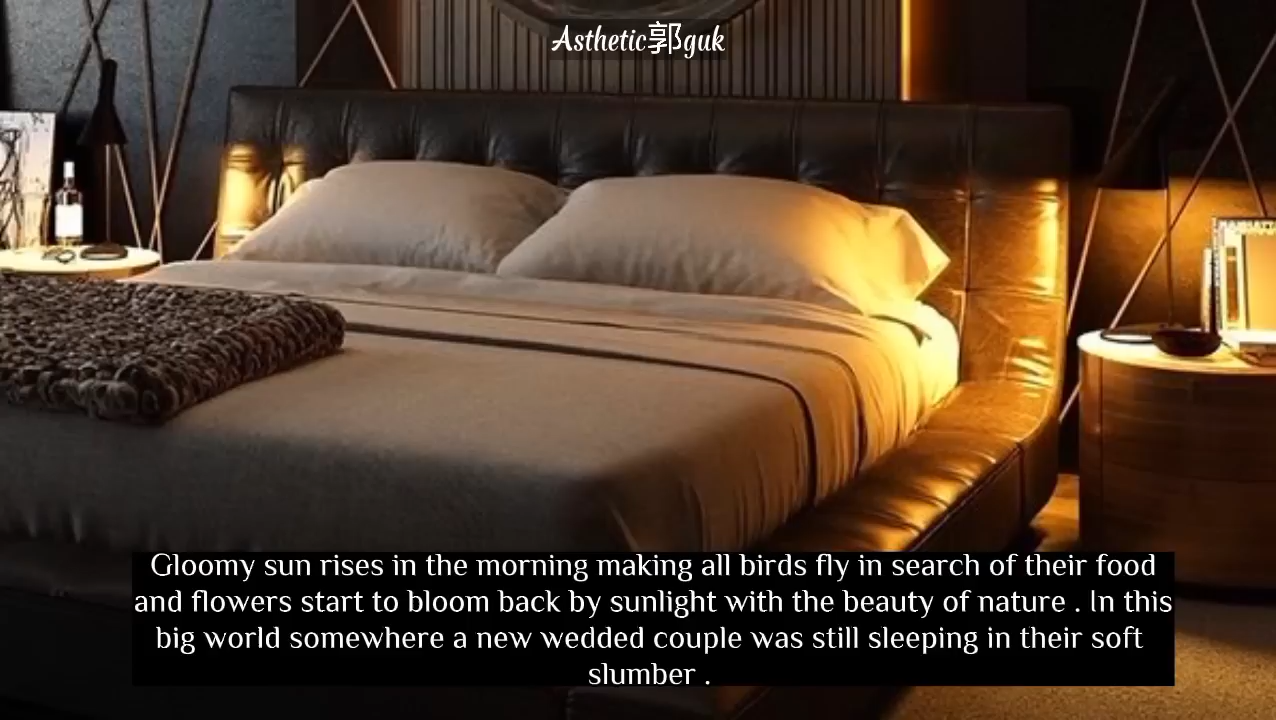 Asthetic郭guk
MANHATTAN
Gloomy sun rises in the morning making all birds fly in search of their food
and flowers start to bloom back by sunlight with the beauty of nature . In this
big world somewhere a new wedded couple was still sleeping in their soft
slumber .